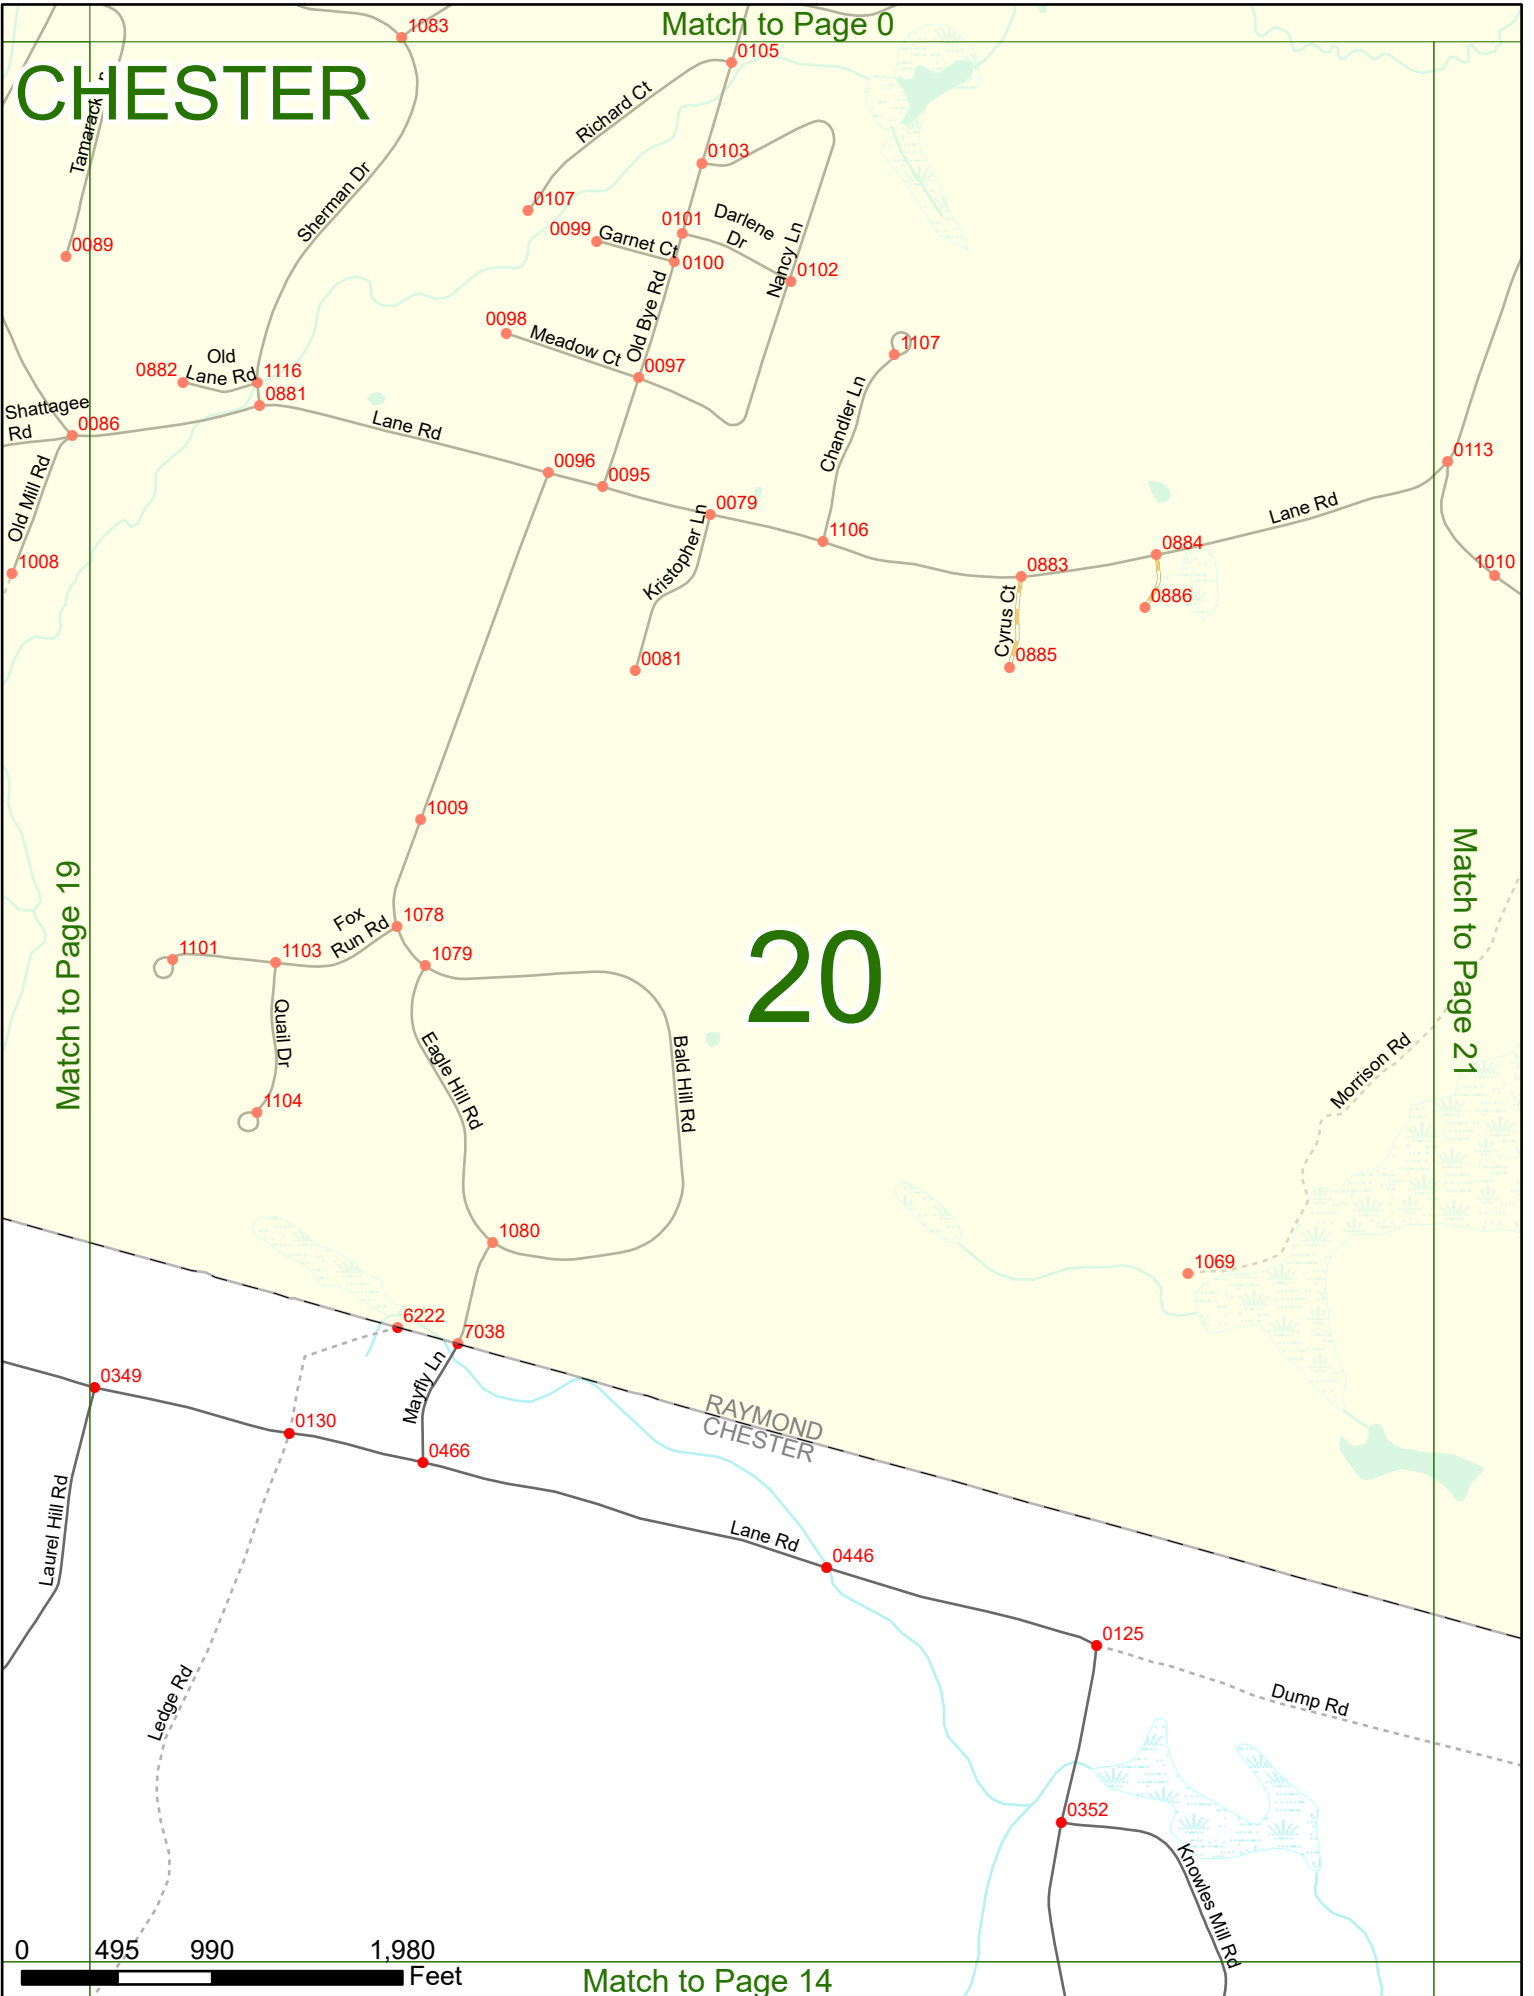 Match to Page 0
1083
0105
CHESTER
Richard Ct
Tamarack
Sherman Dr
0103
0107
0101
Darlene
Dr
0099
Garnet Ct
0100
Nancy Ln
0102
0089
Old Bye Rd
0098
Meadow Ct
0097
1107
Chandler Ln
0882
Old
Lane Rd
1116
0881
Shattagee
Rd
0086
Lane Rd
Old Mill Rd
0096
0095
0079
0113
Lane Rd
1106
0884
1008
Kristopher Ln
0883
1010
0886
Cyrus Ct
0885
0081
1009
Match to Page 19
Match to Page 21
Fox
Run Rd
1078
1101
1103
1079
20
Quail Dr
Eagle Hill Rd
Bald Hill Rd
Morrison Rd
1104
1080
1069
6222
7038
Mayfly Ln
0349
RAYMOND
CHESTER
0130
0466
Laurel Hill Rd
Lane Rd
0446
0125
Ledge Rd
Dump Rd
0352
Knowles Mill Rd
0 495 990 1,980
Feet
Match to Page 14